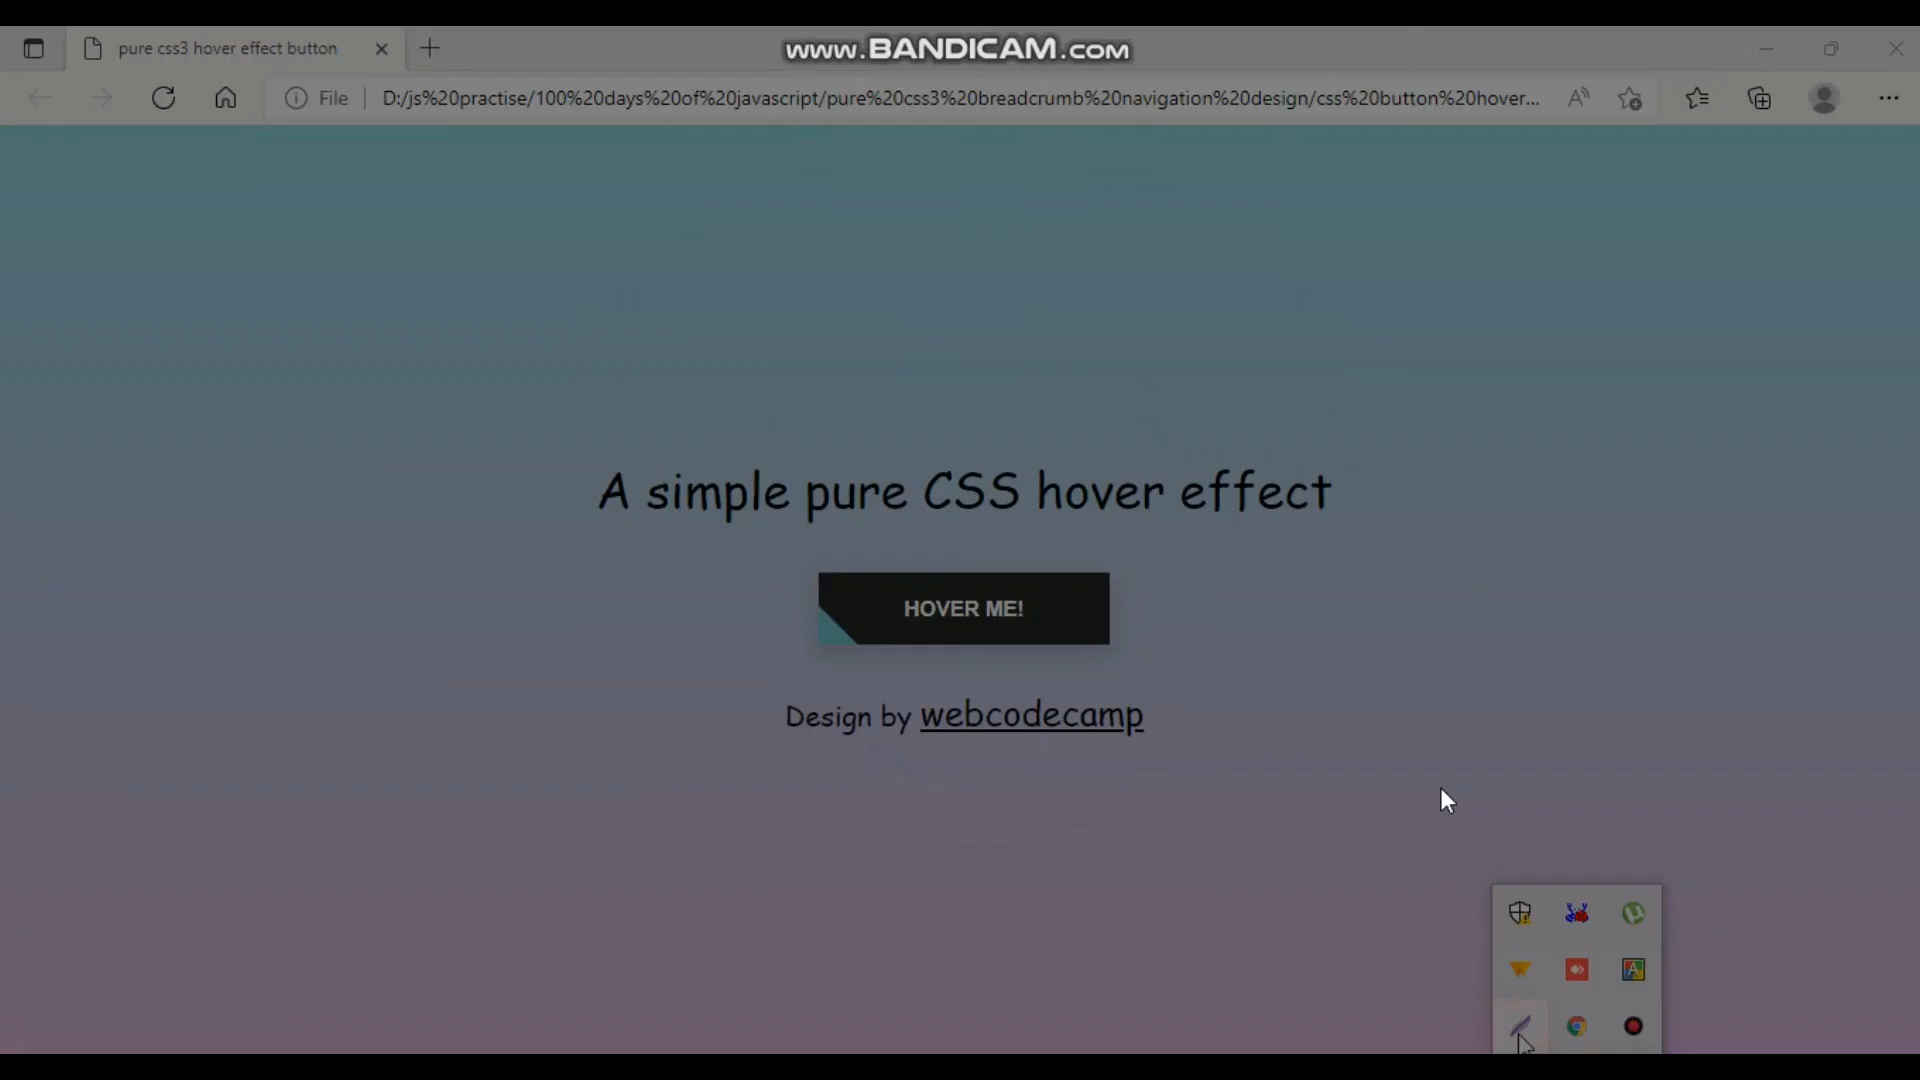 pure css3 hover effect button
www.BANDICAM.com
File
D:/js%20practise/100%20days%20of%20javascript/pure%20css3%20breadcrumb%20navigation%20design/css%20button%20hover...
A simple pure CSS hover effect
HOVER ME!
Design by webcodecamp